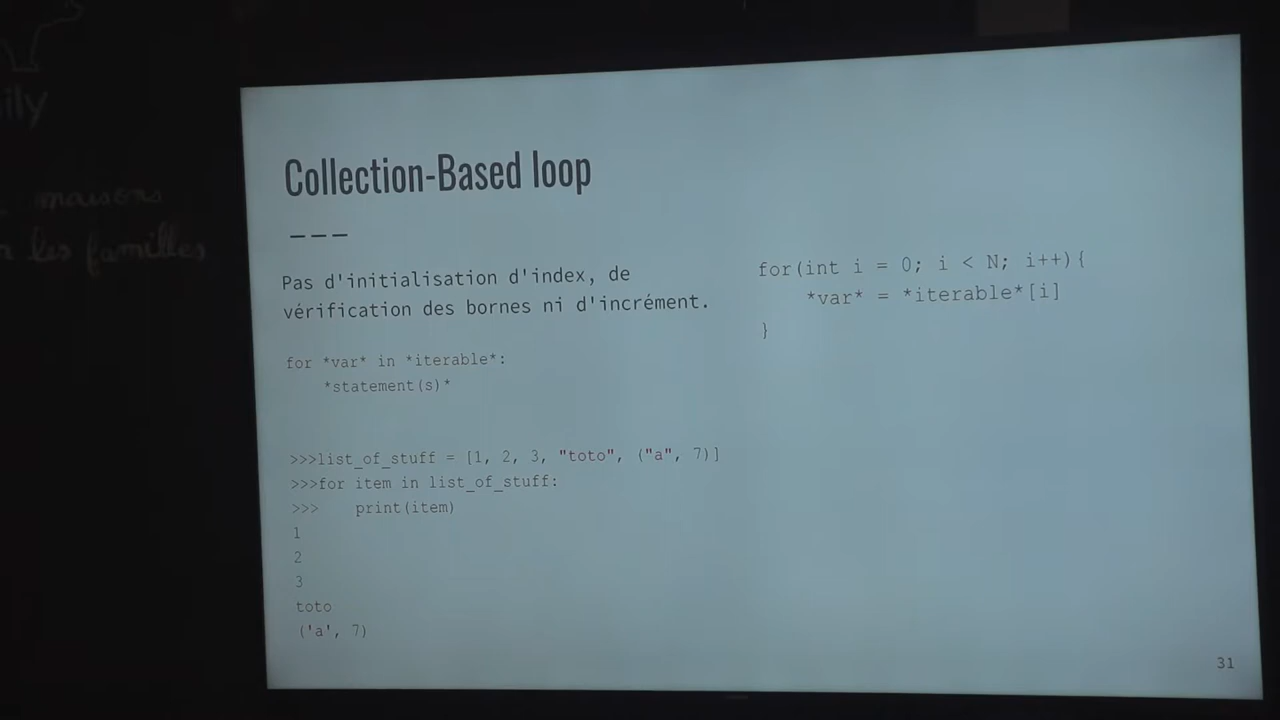 ily
maisons
les familles
Collection-Based loop
---
Pas d'initialisation d'index, de
vérification des bornes ni d'incrément.
for *var* in *iterable*:
    *statement(s)*
>>>list_of_stuff = [1, 2, 3, "toto", ("a", 7)]
>>>for item in list_of_stuff:
>>>    print(item)
1
2
3
toto
('a', 7)
for(int i = 0; i < N; i++){
    *var* = *iterable*[i]
}
31